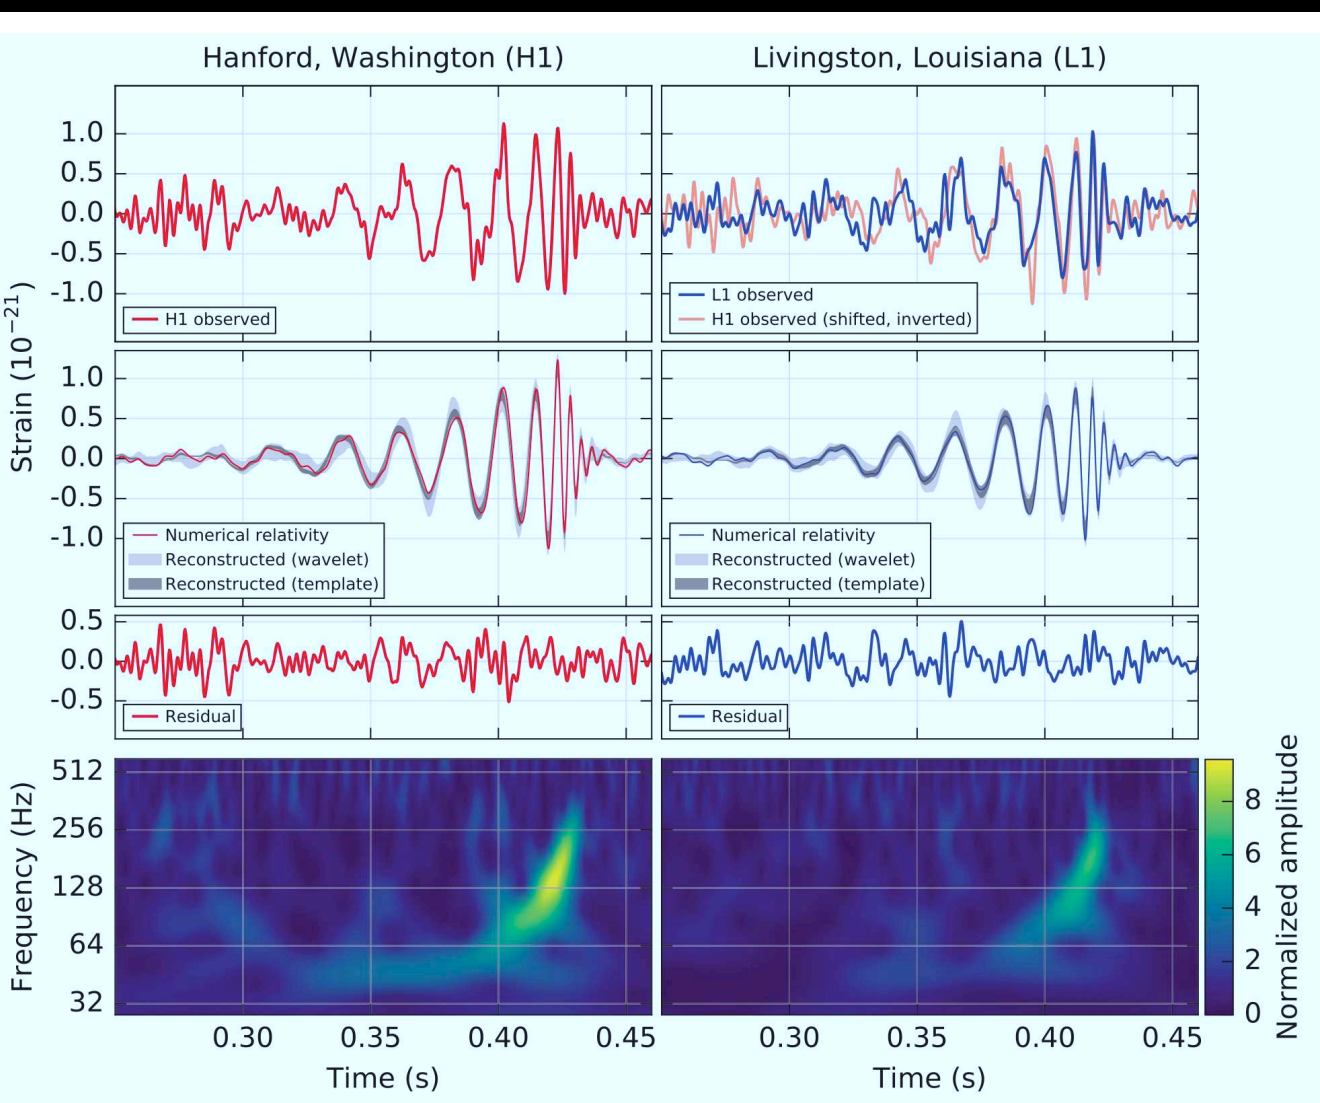 Hanford, Washington (H1)
Livingston, Louisiana (L1)
Strain (10⁻²¹)
1.0
0.5
0.0
-0.5
-1.0
H1 observed
L1 observed
H1 observed (shifted, inverted)
1.0
0.5
0.0
-0.5
-1.0
Numerical relativity
Reconstructed (wavelet)
Reconstructed (template)
Numerical relativity
Reconstructed (wavelet)
Reconstructed (template)
0.5
0.0
-0.5
Residual
Residual
Frequency (Hz)
512
256
128
64
32
Normalized amplitude
8
6
4
2
0
0.30 0.35 0.40 0.45
0.30 0.35 0.40 0.45
Time (s)
Time (s)